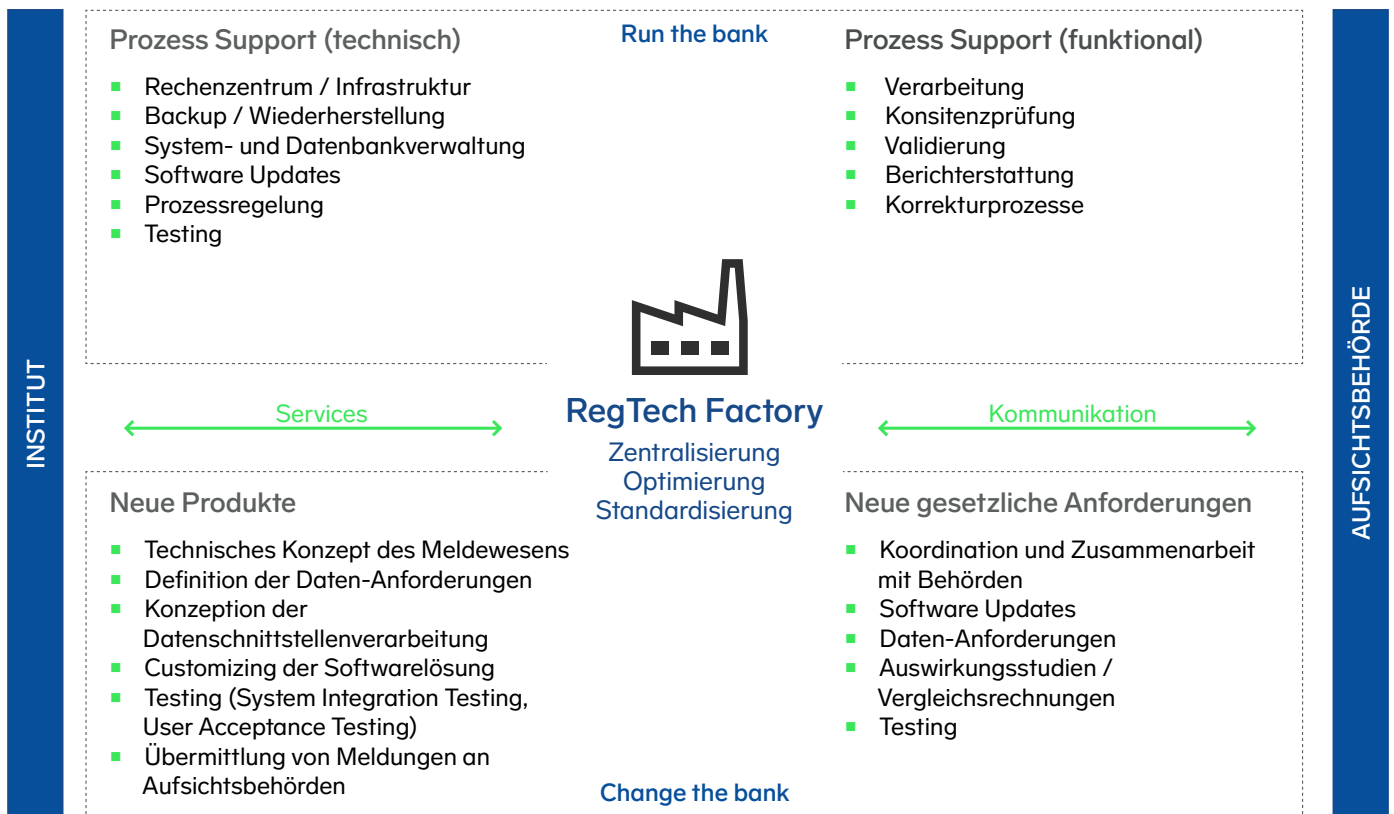 INSTITUT
Prozess Support (technisch)
Rechenzentrum / Infrastruktur
Backup / Wiederherstellung
System- und Datenbankverwaltung
Software Updates
Prozessregelung
Testing
Run the bank
Prozess Support (funktional)
Verarbeitung
Konsitenzprüfung
Validierung
Berichterstattung
Korrekturprozesse
Services
RegTech Factory
Zentralisierung
Optimierung
Standardisierung
Kommunikation
Neue Produkte
Technisches Konzept des Meldewesens
Definition der Daten-Anforderungen
Konzeption der
Datenschnittstellenverarbeitung
Customizing der Softwarelösung
Testing (System Integration Testing,
User Acceptance Testing)
Übermittlung von Meldungen an
Aufsichtsbehörden
Neue gesetzliche Anforderungen
Koordination und Zusammenarbeit
mit Behörden
Software Updates
Daten-Anforderungen
Auswirkungsstudien /
Vergleichsrechnungen
Testing
Change the bank
AUFSICHTSBEHÖRDE